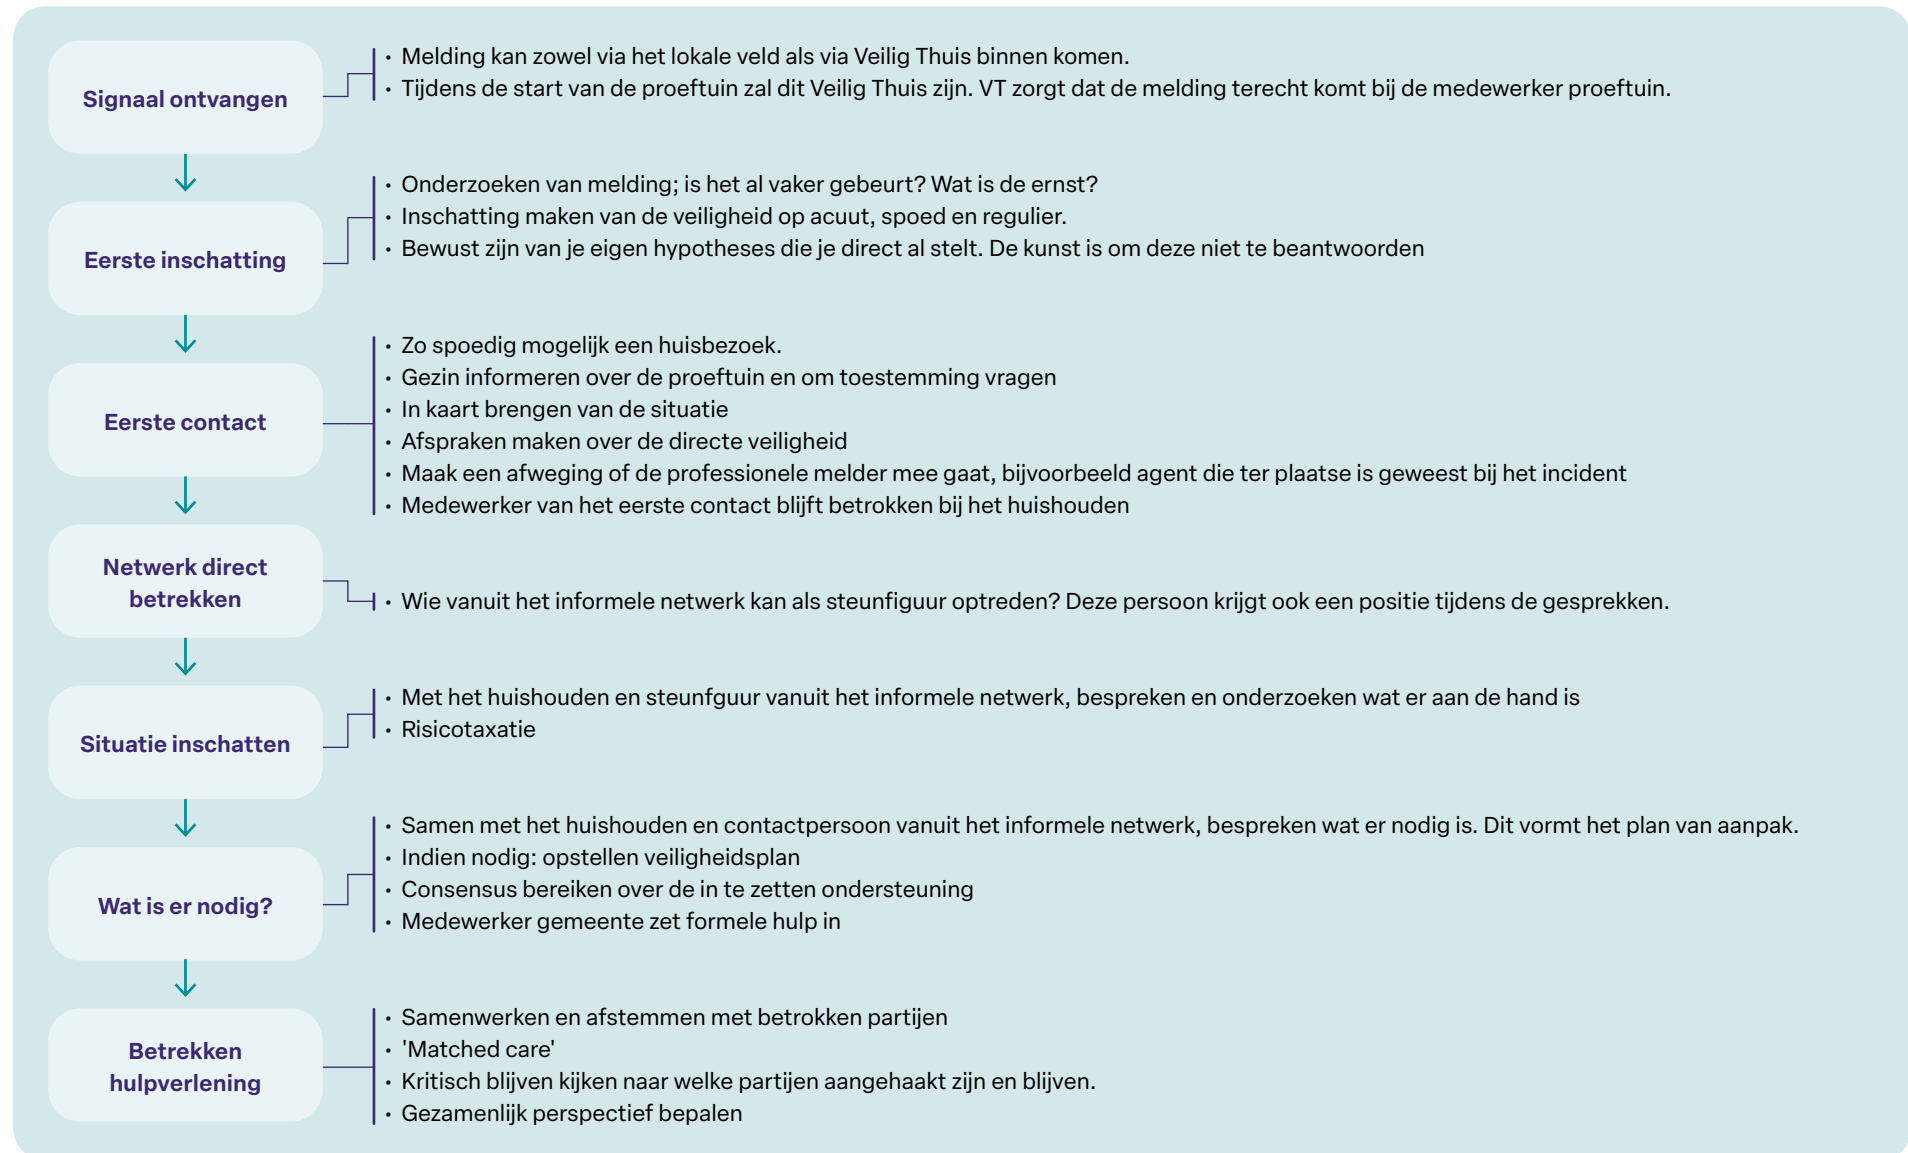 Signaal ontvangen
• Melding kan zowel via het lokale veld als via Veilig Thuis binnen komen.
• Tijdens de start van de proeftuin zal dit Veilig Thuis zijn. VT zorgt dat de melding terecht komt bij de medewerker proeftuin.
Eerste inschatting
• Onderzoeken van melding; is het al vaker gebeurt? Wat is de ernst?
• Inschatting maken van de veiligheid op acuut, spoed en regulier.
• Bewust zijn van je eigen hypotheses die je direct al stelt. De kunst is om deze niet te beantwoorden
Eerste contact
• Zo spoedig mogelijk een huisbezoek.
• Gezin informeren over de proeftuin en om toestemming vragen
• In kaart brengen van de situatie
• Afspraken maken over de directe veiligheid
• Maak een afweging of de professionele melder mee gaat, bijvoorbeeld agent die ter plaatse is geweest bij het incident
• Medewerker van het eerste contact blijft betrokken bij het huishouden
Netwerk direct
betrekken
• Wie vanuit het informele netwerk kan als steunfiguur optreden? Deze persoon krijgt ook een positie tijdens de gesprekken.
Situatie inschatten
• Met het huishouden en steunfguur vanuit het informele netwerk, bespreken en onderzoeken wat er aan de hand is
• Risicotaxatie
Wat is er nodig?
• Samen met het huishouden en contactpersoon vanuit het informele netwerk, bespreken wat er nodig is. Dit vormt het plan van aanpak.
• Indien nodig: opstellen veiligheidsplan
• Consensus bereiken over de in te zetten ondersteuning
• Medewerker gemeente zet formele hulp in
Betrekken
hulpverlening
• Samenwerken en afstemmen met betrokken partijen
• 'Matched care'
• Kritisch blijven kijken naar welke partijen aangehaakt zijn en blijven.
• Gezamenlijk perspectief bepalen